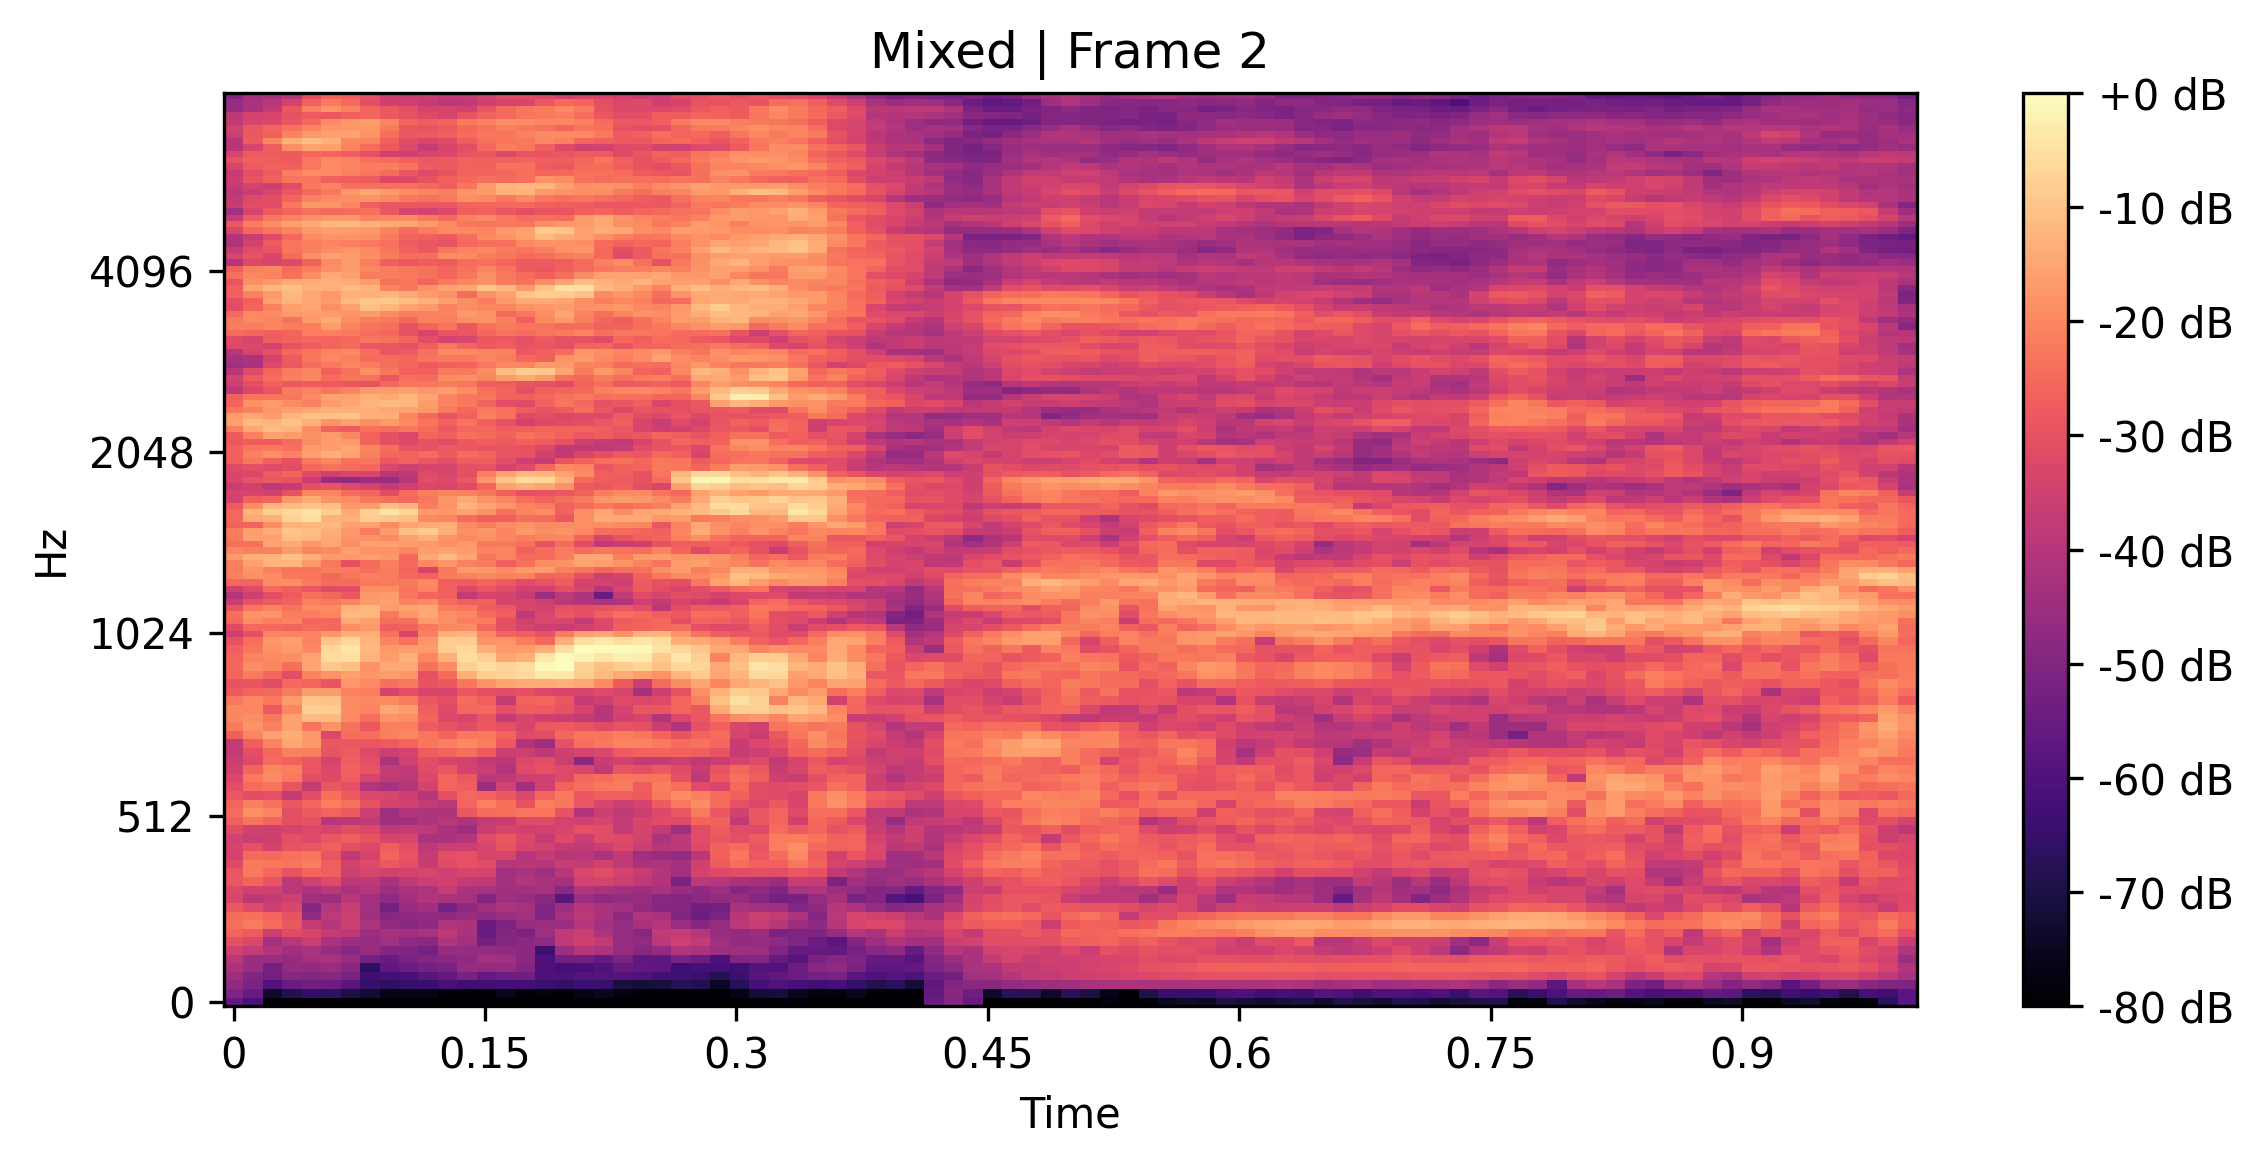 Mixed | Frame 2
+0 dB
-10 dB
-20 dB
-30 dB
-40 dB
-50 dB
-60 dB
-70 dB
-80 dB
Hz
4096
2048
1024
512
0
0 0.15 0.3 0.45 0.6 0.75 0.9
Time